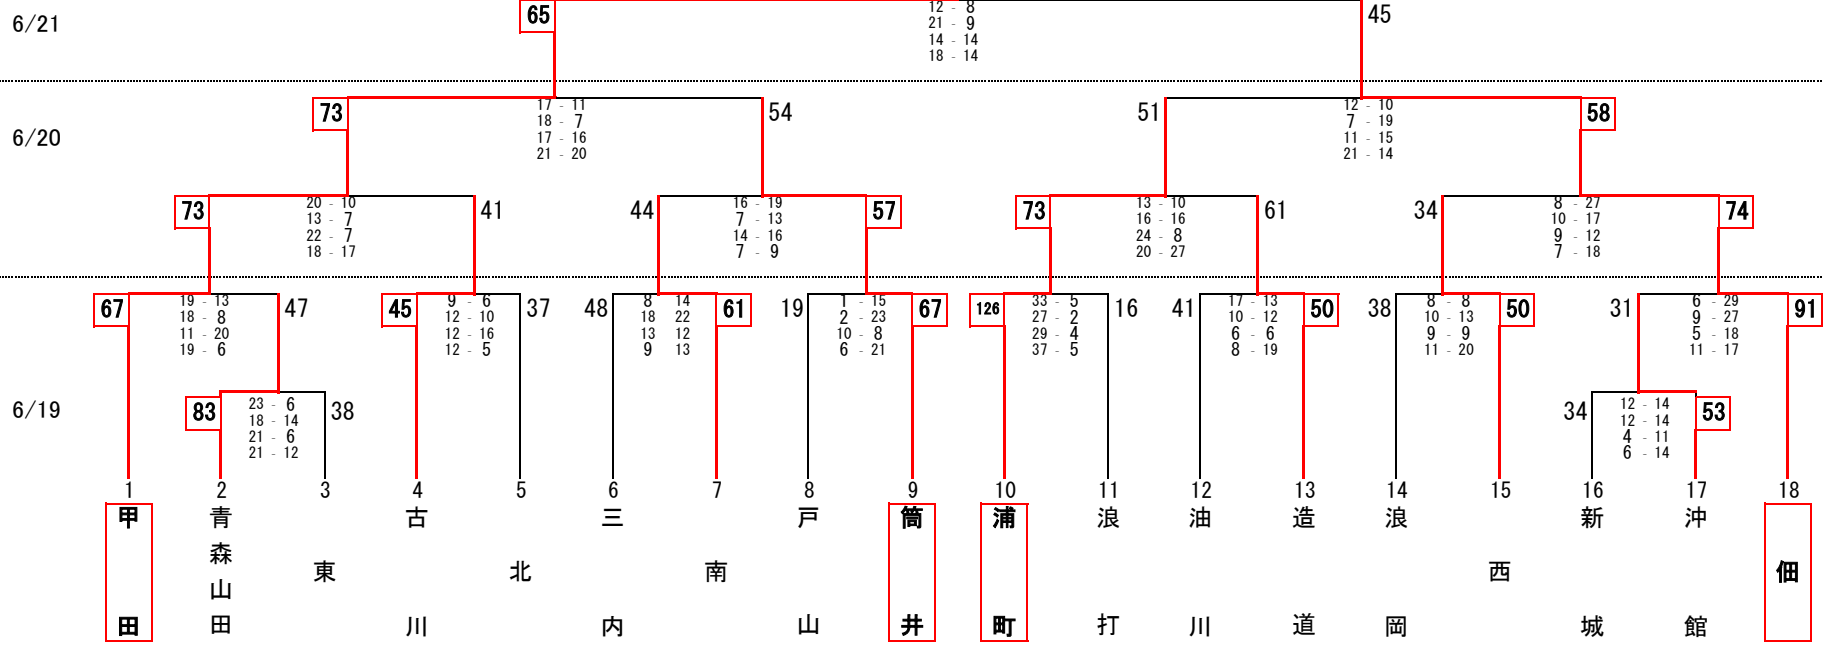 6/21
65
12 - 8
21 - 9
14 - 14
18 - 14
45
6/20
73
17 - 11
18 - 7
17 - 16
21 - 20
54
51
12 - 10
7 - 19
11 - 15
21 - 14
58
73
20 - 10
13 - 7
22 - 7
18 - 17
41
44
16 - 19
7 - 13
14 - 16
7 - 9
57
73
13 - 10
16 - 16
24 - 8
20 - 27
61
34
8 - 27
10 - 17
9 - 12
7 - 18
74
6/19
67
19 - 13
18 - 8
11 - 20
19 - 6
47
45
9 - 6
12 - 10
12 - 16
12 - 5
37
48
8 14
18 22
13 12
9 13
61
19
1 - 15
2 - 23
10 - 8
6 - 21
67
126
33 - 5
27 - 2
29 - 4
37 - 5
16
41
17 - 13
10 - 12
6 - 6
8 - 19
50
38
8 - 8
10 - 13
9 - 9
11 - 20
50
31
6 - 29
9 - 27
5 - 18
11 - 17
91
83
23 - 6
18 - 14
21 - 6
21 - 12
38
34
12 - 14
12 - 14
4 - 11
6 - 14
53
1 2 3 4 5 6 7 8 9 10 11 12 13 14 15 16 17 18
甲田
青森山田
東
古川
北
三内
南
戸山
筒井
浦町
浪打
油川
造道
浪岡
西
新城
沖館
佃